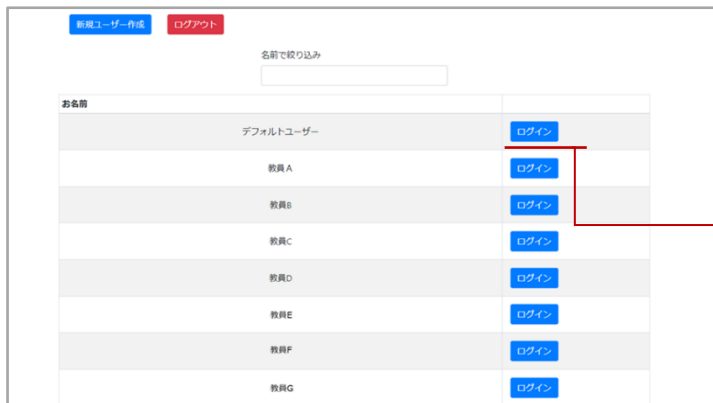 新規ユーザー作成 ログアウト
名前で絞り込み
お名前
デフォルトユーザー ログイン
教員A ログイン
教員B ログイン
教員C ログイン
教員D ログイン
教員E ログイン
教員F ログイン
教員G ログイン